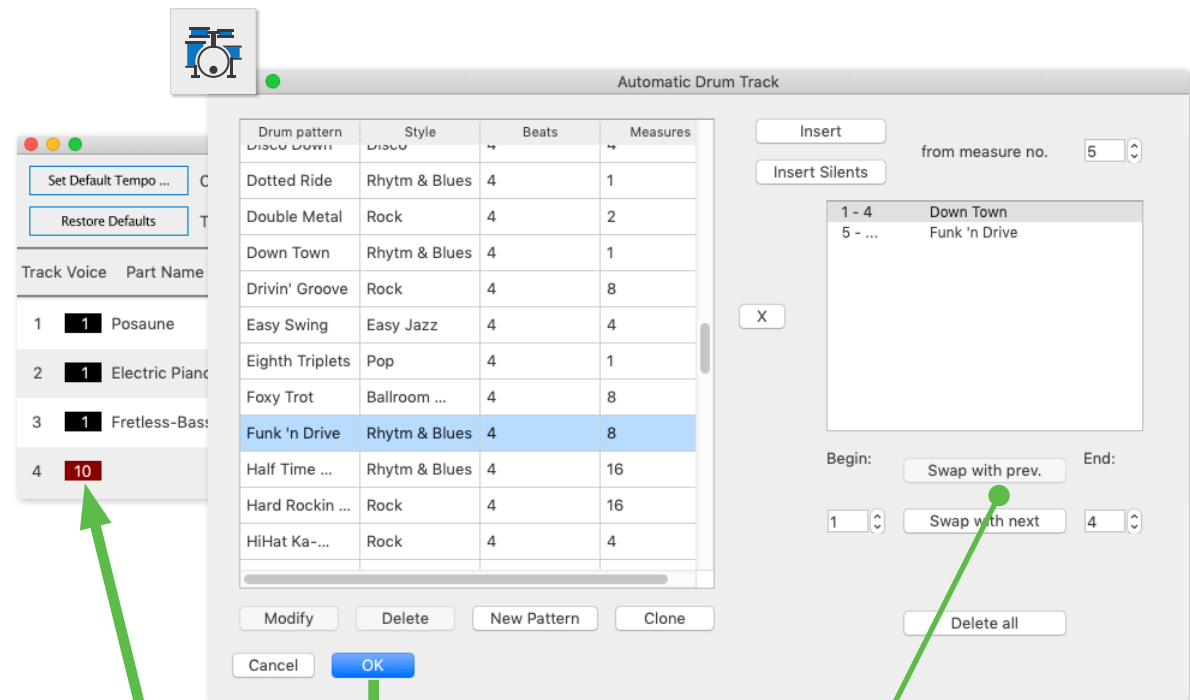 Automatic Drum Track
Set Default Tempo ...
Restore Defaults
Track Voice Part Name
1 1 Posaune
2 1 Electric Piano
3 1 Fretless-Bass
4 10
Drum pattern Style Beats Measures
Disco Down Disco 4 4
Dotted Ride Rhytm & Blues 4 1
Double Metal Rock 4 2
Down Town Rhytm & Blues 4 1
Drivin' Groove Rock 4 8
Easy Swing Easy Jazz 4 4
Eighth Triplets Pop 4 1
Foxy Trot Ballroom ... 4 8
Funk 'n Drive Rhytm & Blues 4 8
Half Time ... Rhytm & Blues 4 16
Hard Rockin ... Rock 4 16
HiHat Ka-... Rock 4 4
Modify Delete New Pattern Clone
Cancel OK
Insert
from measure no. 5
Insert Silents
1 - 4 Down Town
5 - ... Funk 'n Drive
X
Begin: Swap with prev. End:
1 Swap with next 4
Delete all